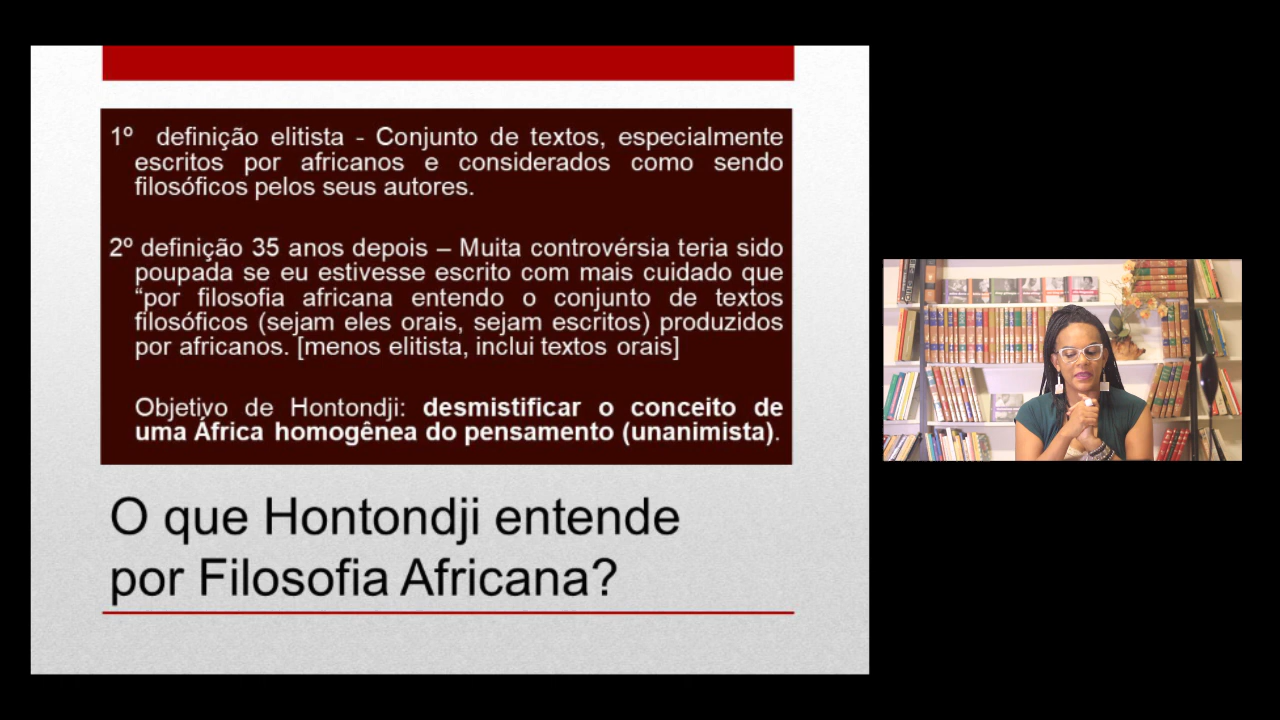 1º definição elitista - Conjunto de textos, especialmente
escritos por africanos e considerados como sendo
filosóficos pelos seus autores.
2º definição 35 anos depois – Muita controvérsia teria sido
poupada se eu estivesse escrito com mais cuidado que
“por filosofia africana entendo o conjunto de textos
filosóficos (sejam eles orais, sejam escritos) produzidos
por africanos. [menos elitista, inclui textos orais]
Objetivo de Hontondji: desmistificar o conceito de
uma África homogênea do pensamento (unanimista).
O que Hontondji entende
por Filosofia Africana?